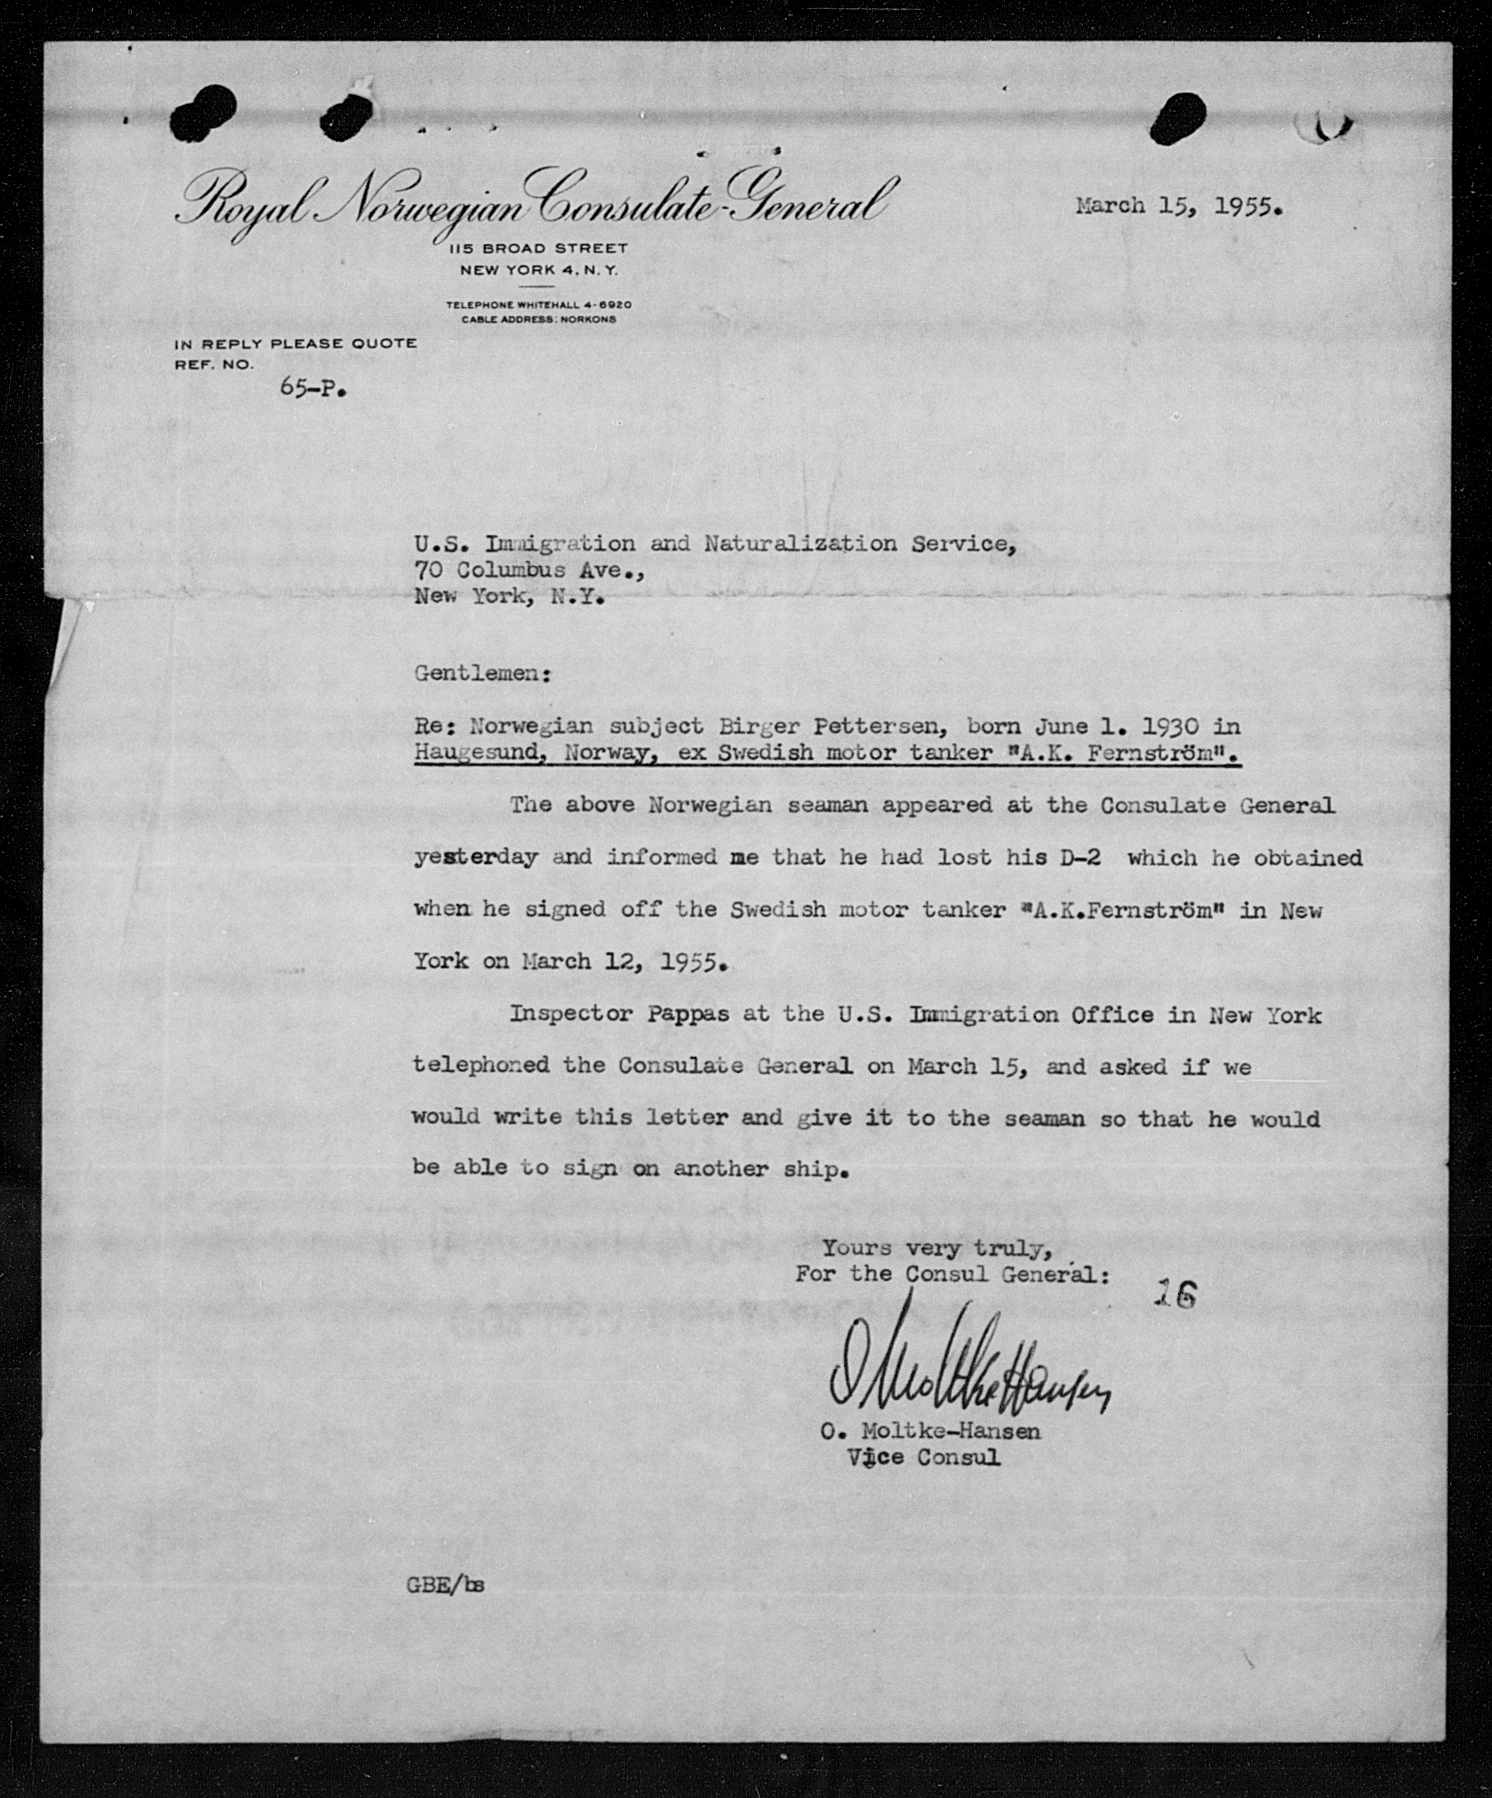 Royal Norwegian Consulate-General
March 15, 1955.
115 BROAD STREET
NEW YORK 4, N.Y.
TELEPHONE WHITEHALL 4-6920
CABLE ADDRESS: NORKONS
IN REPLY PLEASE QUOTE
REF. NO.
65-P.
U.S. Immigration and Naturalization Service,
70 Columbus Ave.,
New York, N.Y.
Gentlemen:
Re: Norwegian subject Birger Pettersen, born June 1. 1930 in
Haugesund, Norway, ex Swedish motor tanker "A.K. Fernström".
The above Norwegian seaman appeared at the Consulate General
yesterday and informed me that he had lost his D-2 which he obtained
when he signed off the Swedish motor tanker "A.K.Fernström" in New
York on March 12, 1955.
Inspector Pappas at the U.S. Immigration Office in New York
telephoned the Consulate General on March 15, and asked if we
would write this letter and give it to the seaman so that he would
be able to sign on another ship.
Yours very truly,
For the Consul General:
16
O Moltke Hansen
O. Moltke-Hansen
Vice Consul
GBE/bs